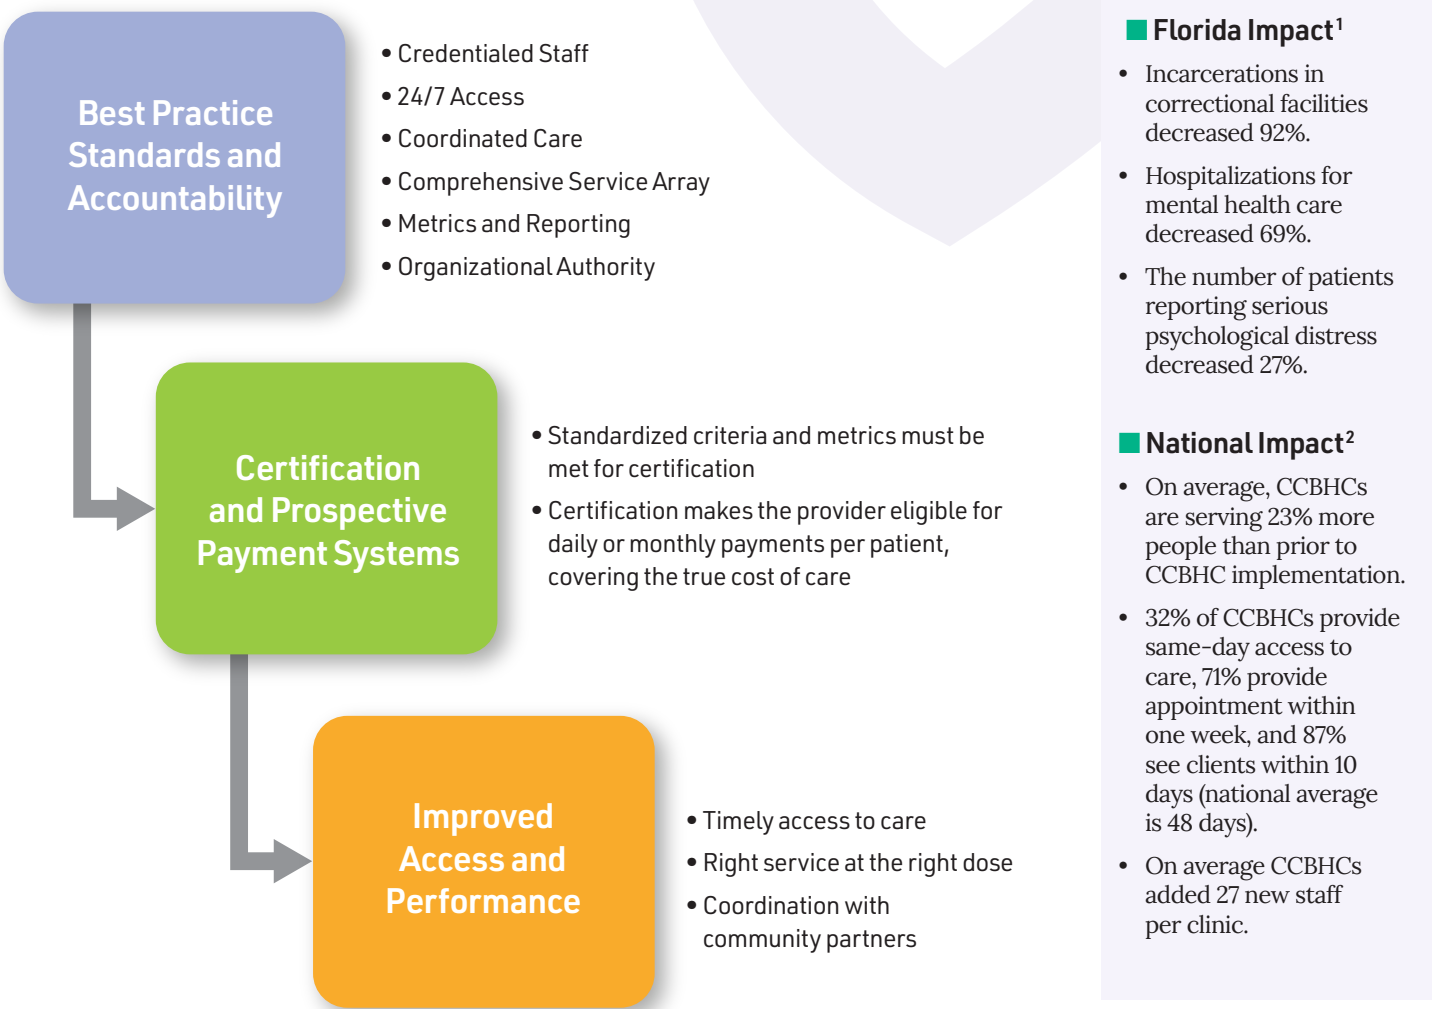 Best Practice
Standards and
Accountability
• Credentialed Staff
• 24/7 Access
• Coordinated Care
• Comprehensive Service Array
• Metrics and Reporting
• Organizational Authority
Certification
and Prospective
Payment Systems
• Standardized criteria and metrics must be
met for certification
• Certification makes the provider eligible for
daily or monthly payments per patient,
covering the true cost of care
Improved
Access and
Performance
• Timely access to care
• Right service at the right dose
• Coordination with
community partners
Florida Impact¹
• Incarcerations in
correctional facilities
decreased 92%.
• Hospitalizations for
mental health care
decreased 69%.
• The number of patients
reporting serious
psychological distress
decreased 27%.
National Impact²
• On average, CCBHCs
are serving 23% more
people than prior to
CCBHC implementation.
• 32% of CCBHCs provide
same-day access to
care, 71% provide
appointment within
one week, and 87%
see clients within 10
days (national average
is 48 days).
• On average CCBHCs
added 27 new staff
per clinic.